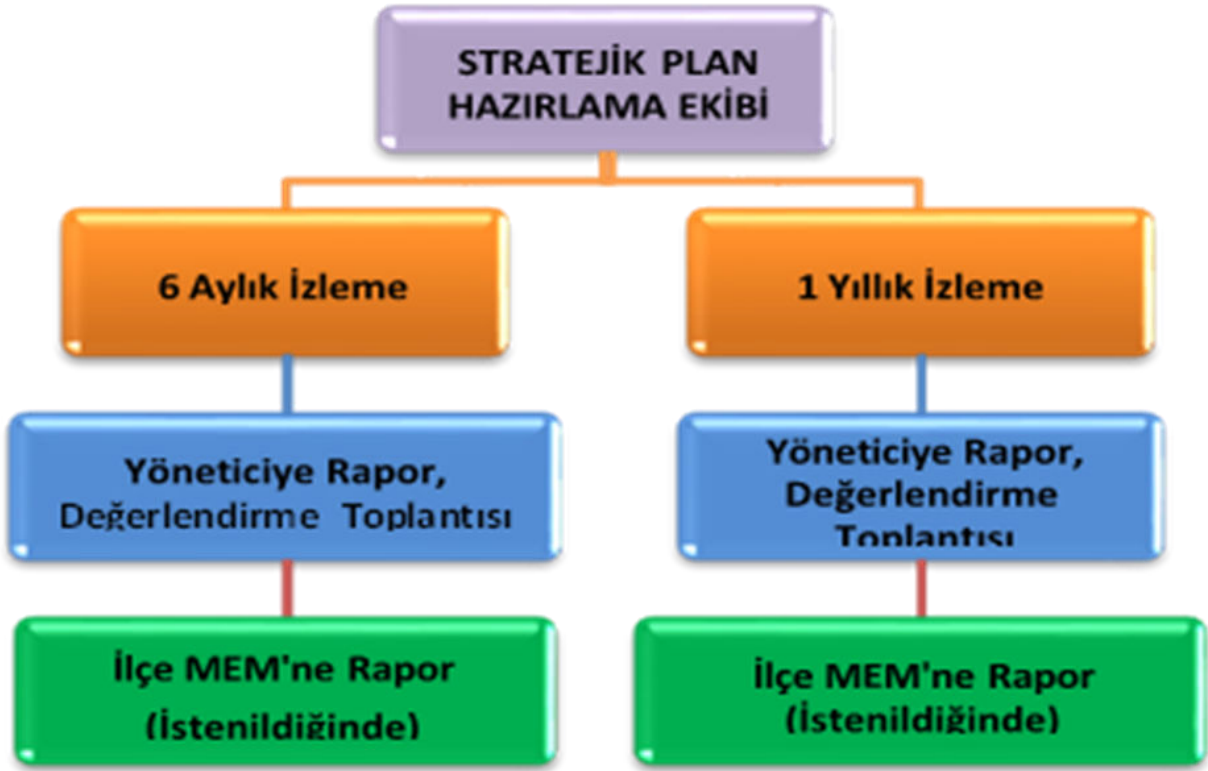 STRATEJİK PLAN
HAZIRLAMA EKİBİ
6 Aylık İzleme
1 Yıllık İzleme
Yöneticiye Rapor,
Değerlendirme Toplantısı
Yöneticiye Rapor,
Değerlendirme
Toplantısı
İlçe MEM'ne Rapor
(İstenildiğinde)
İlçe MEM'ne Rapor
(İstenildiğinde)